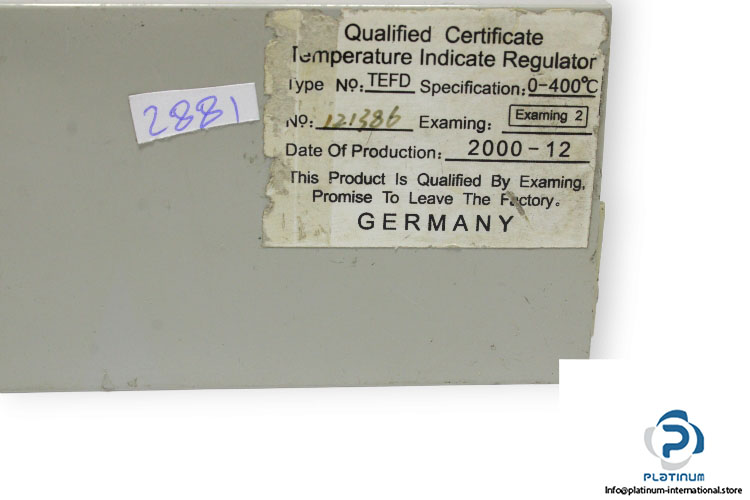 2881
Qualified Certificate
Temperature Indicate Regulator
Type No: TEFD Specification: 0-400℃
No: 121386 Examing: Examing 2
Date Of Production: 2000-12
This Product Is Qualified By Examing,
Promise To Leave The Factory。
GERMANY
PLATINUM
Info@platinum-international.store